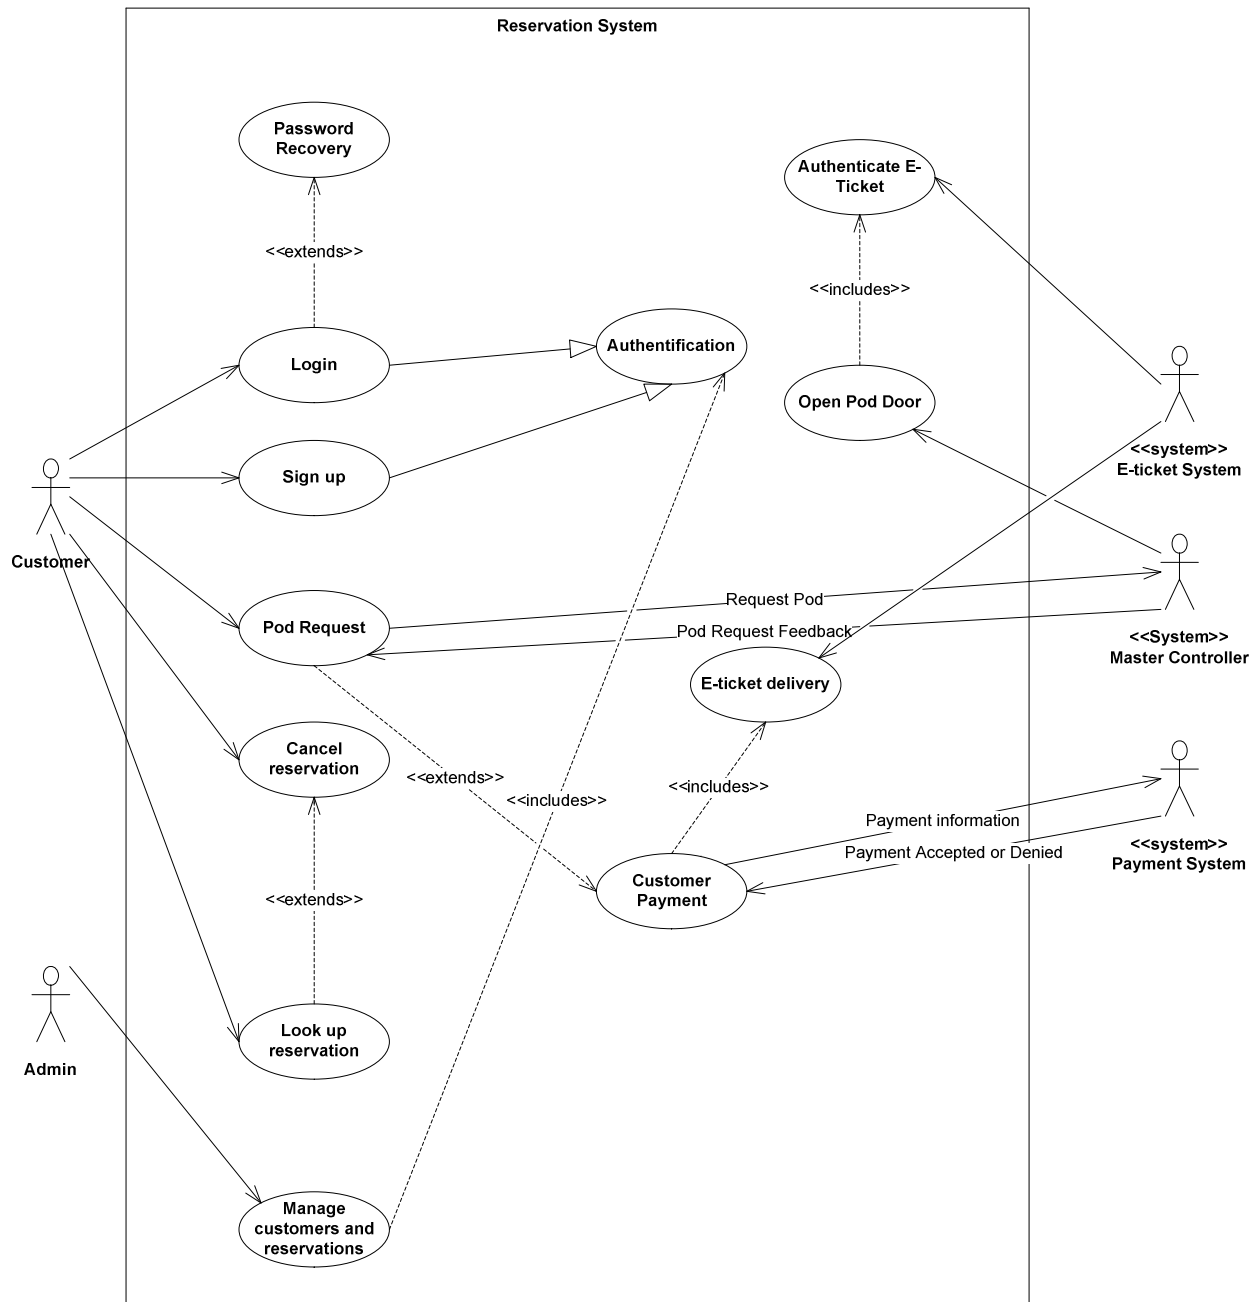 Reservation System
Password
Recovery
Authenticate E-
Ticket
<<extends>>
<<includes>>
Authentification
Login
Open Pod Door
<<system>>
E-ticket System
Sign up
Customer
Request Pod
Pod Request
Pod Request Feedback
<<System>>
Master Controller
E-ticket delivery
Cancel
reservation
<<extends>>
<<includes>>
<<includes>>
Payment information
<<system>>
Payment System
Payment Accepted or Denied
Customer
Payment
<<extends>>
Look up
reservation
Admin
Manage
customers and
reservations